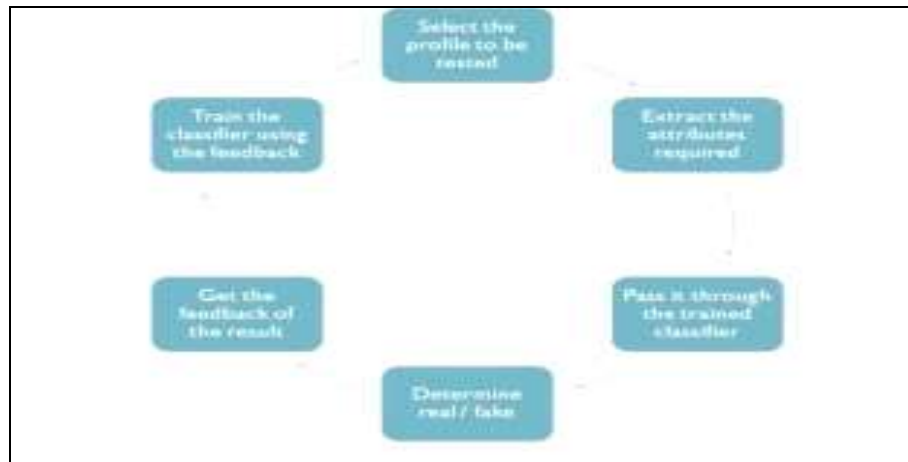 Select the
profile to be
tested
Extract the
attributes
required
Pass it through
the trained
classifier
Determine
real / fake
Get the
feedback of
the result
Train the
classifier using
the feedback